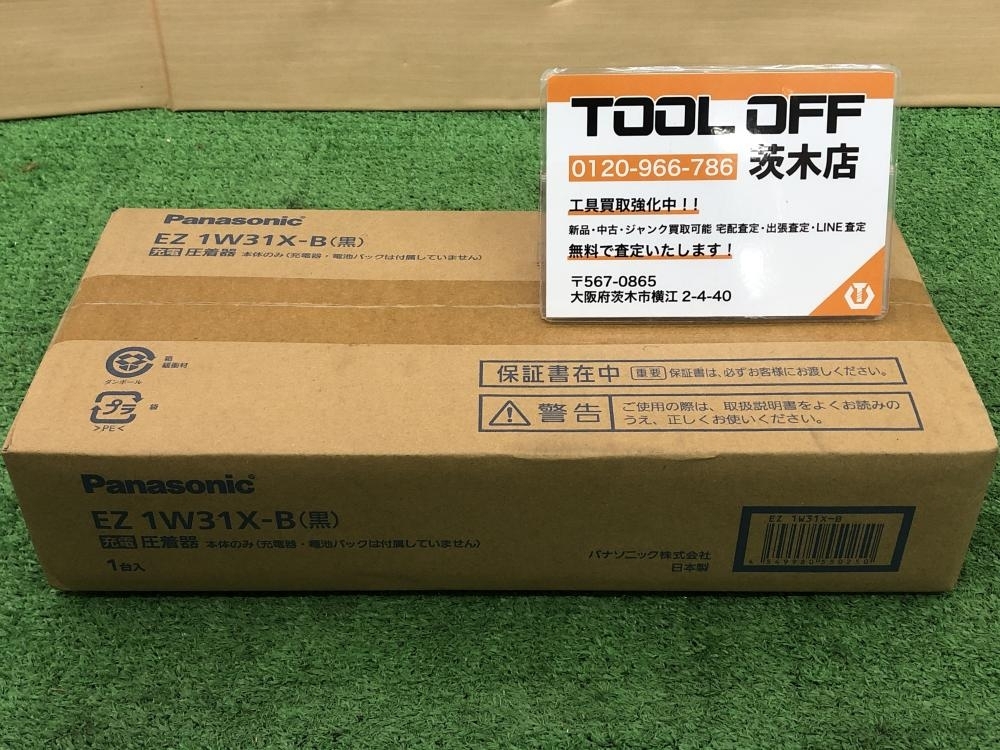 TOOL OFF
0120-966-786 茨木店
工具買取強化中!!
新品・中古・ジャンク買取可能 宅配査定・出張査定・LINE査定
無料で査定いたします!
〒567-0865
大阪府茨木市横江 2-4-40
Panasonic
EZ 1W31X-B(黒)
充電 圧着器 本体のみ(充電器・電池パックは付属していません)
箱
緩衝材
ダンボール
プラ
袋
>PE<
保証書在中 重要 保証書は、必ずお客様にお渡しください。
警告 ご使用の際は、取扱説明書をよくお読みの
うえ、正しくお使いください。
Panasonic
EZ 1W31X-B(黒)
充電 圧着器 本体のみ(充電器・電池パックは付属していません)
1台入
パナソニック株式会社
日本製
EZ 1W31X-B
4 549980 550250